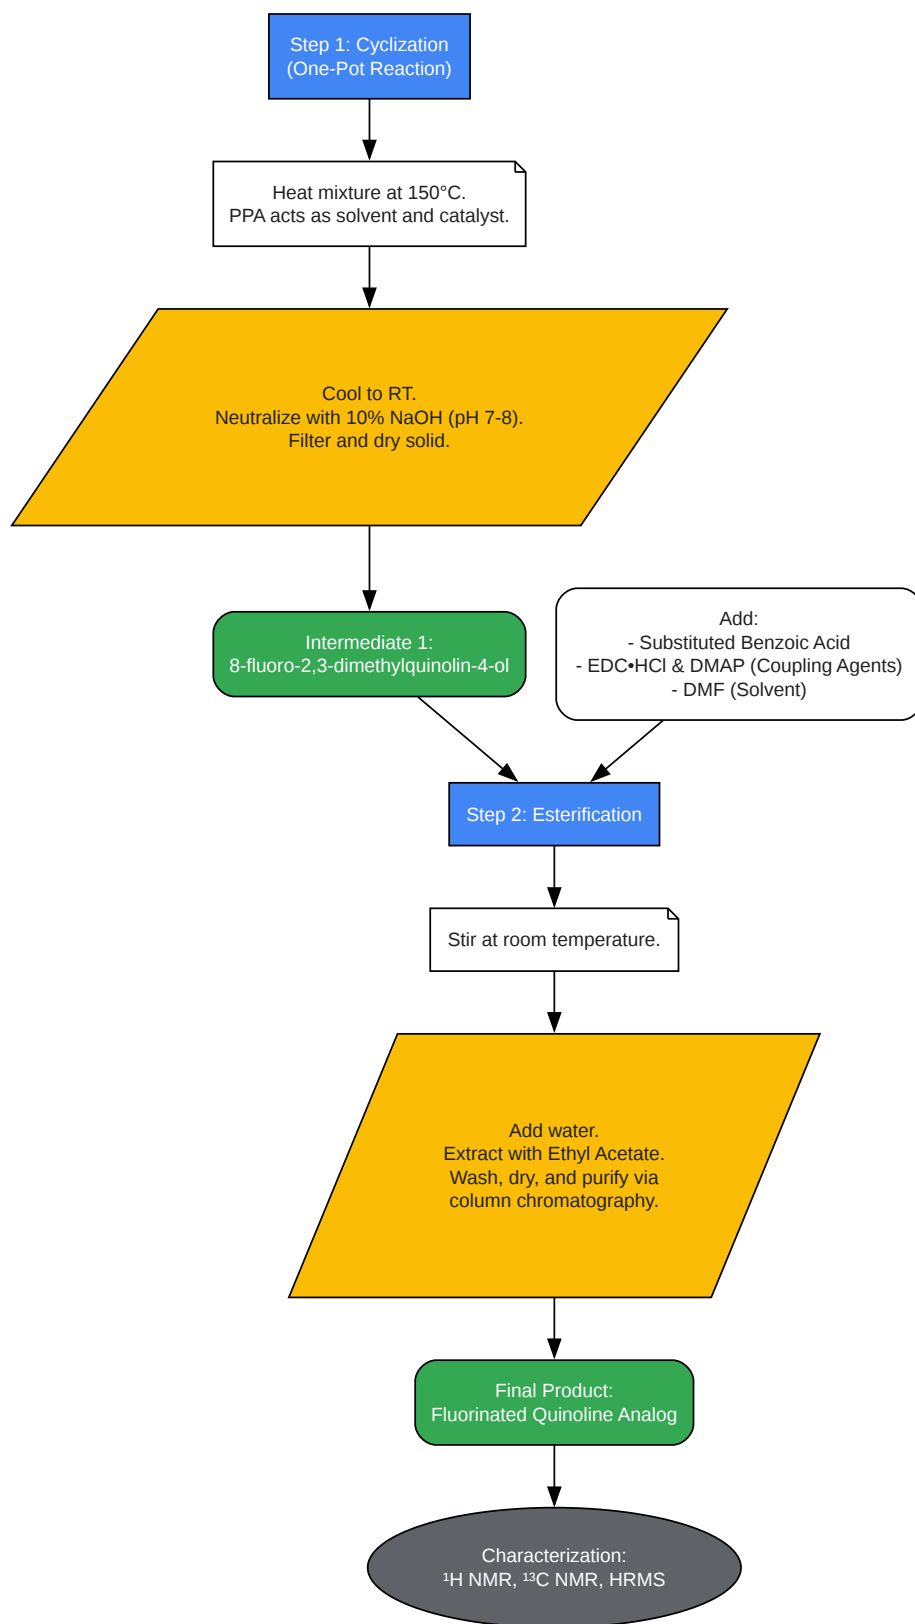 Step 1: Cyclization
(One-Pot Reaction)
Heat mixture at 150°C.
PPA acts as solvent and catalyst.
Cool to RT.
Neutralize with 10% NaOH (pH 7-8).
Filter and dry solid.
Intermediate 1:
8-fluoro-2,3-dimethylquinolin-4-ol
Add:
- Substituted Benzoic Acid
- EDC•HCl & DMAP (Coupling Agents)
- DMF (Solvent)
Step 2: Esterification
Stir at room temperature.
Add water.
Extract with Ethyl Acetate.
Wash, dry, and purify via
column chromatography.
Final Product:
Fluorinated Quinoline Analog
Characterization:
¹H NMR, ¹³C NMR, HRMS